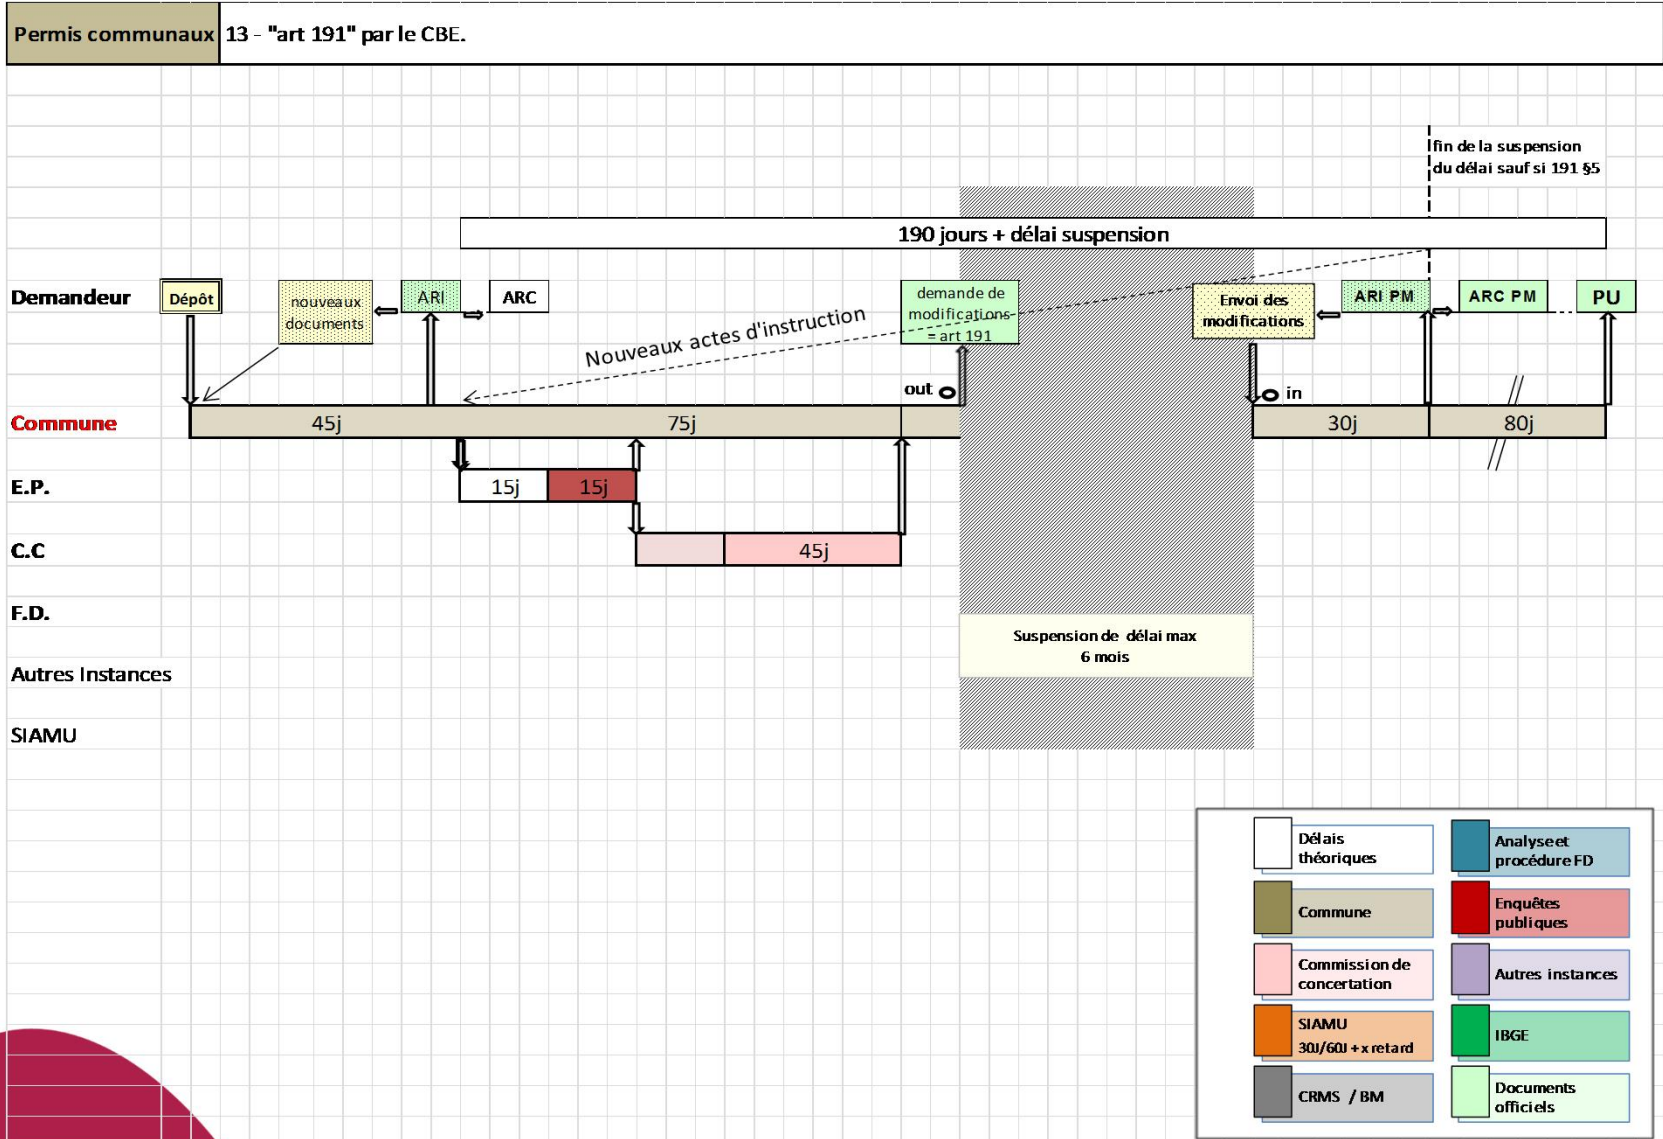 Permis communaux
13 - "art 191" par le CBE.
fin de la suspension
du délai sauf si 191 §5
190 jours + délai suspension
Demandeur
Dépôt
nouveaux
documents
ARI
ARC
demande de
modifications
= art 191
Envoi des
modifications
ARI PM
ARC PM
PU
Nouveaux actes d'instruction
out
in
Commune
45j
75j
30j
80j
E.P.
15j
15j
C.C
45j
F.D.
Suspension de délai max
6 mois
Autres Instances
SIAMU
Délais
théoriques
Analyse et
procédure FD
Commune
Enquêtes
publiques
Commission de
concertation
Autres instances
SIAMU
30J/60J + x retard
IBGE
CRMS / BM
Documents
officiels